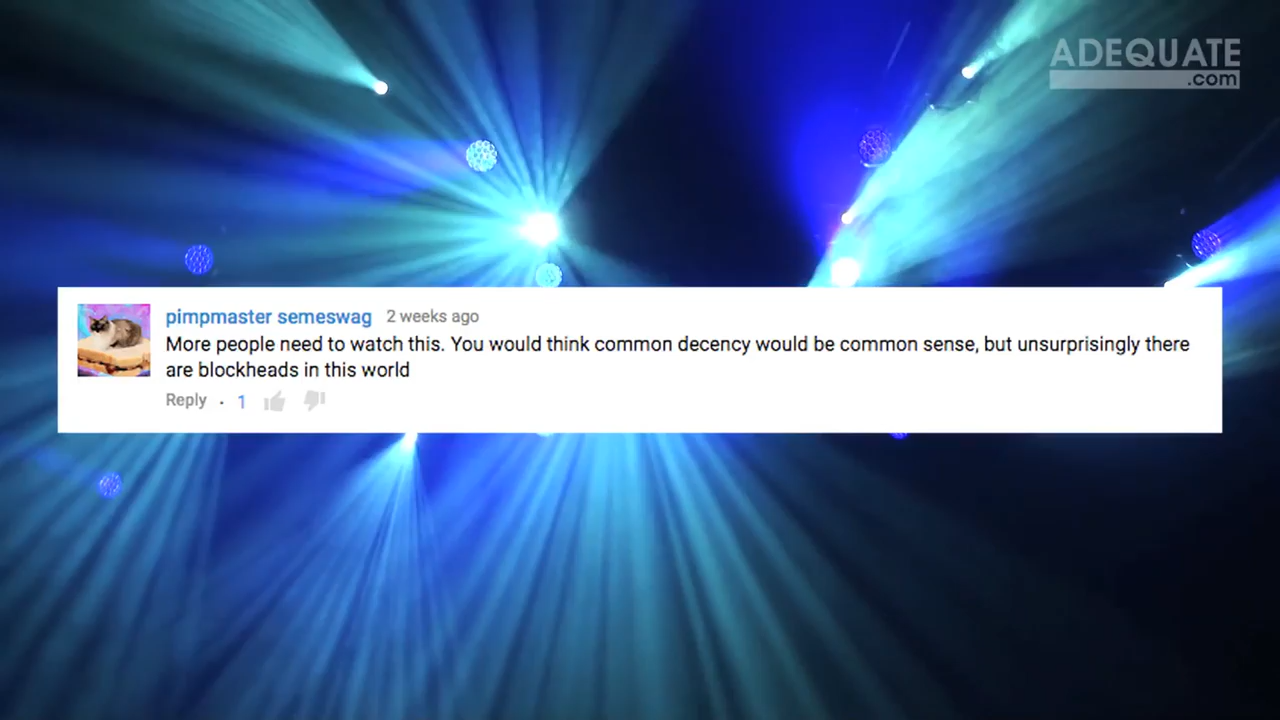 ADEQUATE
.com
pimpmaster semeswag 2 weeks ago
More people need to watch this. You would think common decency would be common sense, but unsurprisingly there
are blockheads in this world
Reply · 1